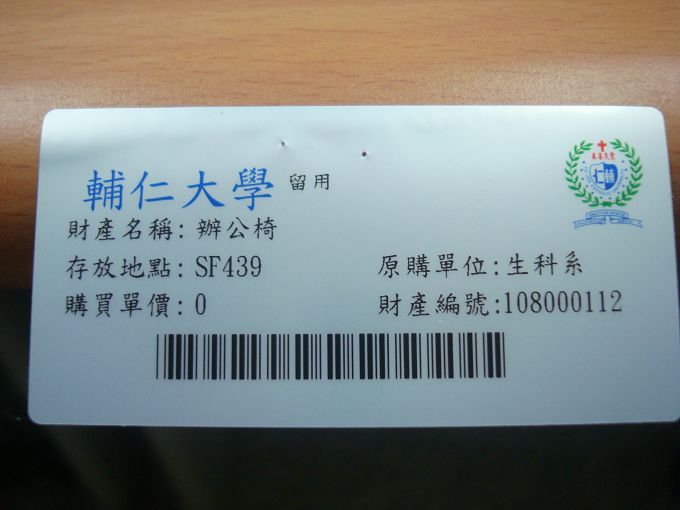 輔仁大學 留用
財產名稱: 辦公椅
存放地點: SF439 原購單位:生科系
購買單價: 0 財產編號:108000112